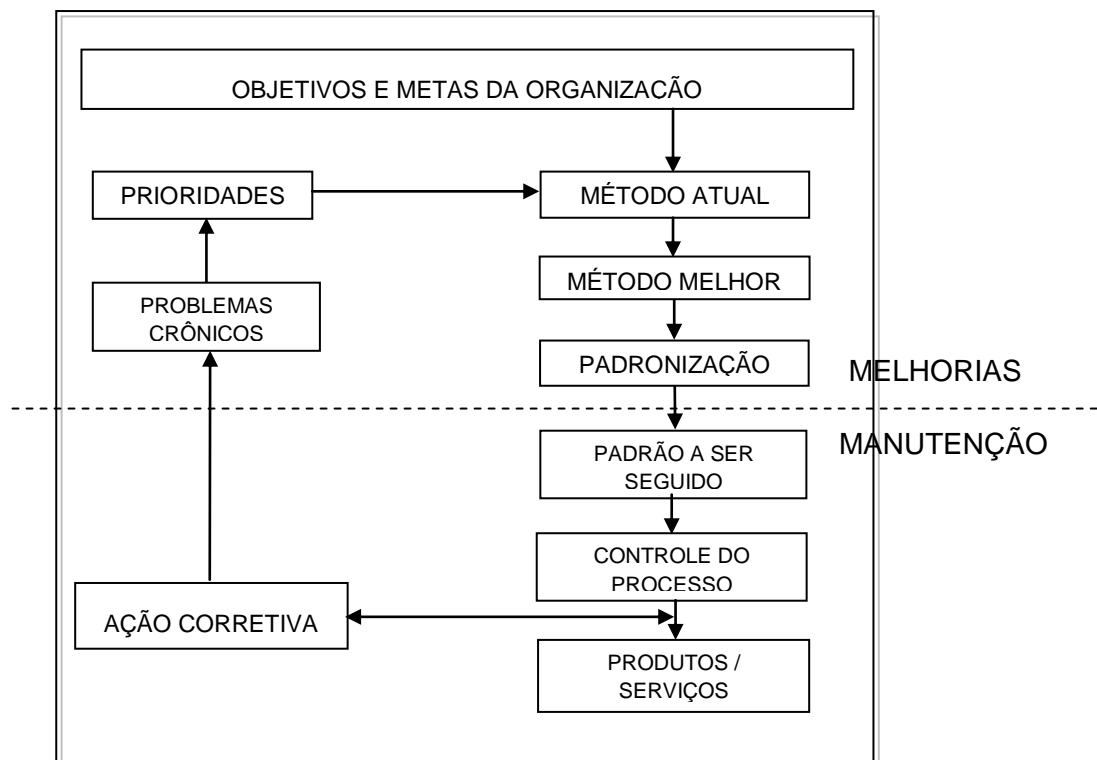 OBJETIVOS E METAS DA ORGANIZACÃO
PRIORIDADES
MÉTODO ATUAL
MÉTODO MELHOR
PROBLEMAS
CRÔNICOS
PADRONIZAÇÃO
MELHORIAS
MANUTENÇÃO
PADRÃO A SER
SEGUIDO
CONTROLE DO
PROCESSO
AÇÃO CORRETIVA
PRODUTOS /
SERVIÇOS